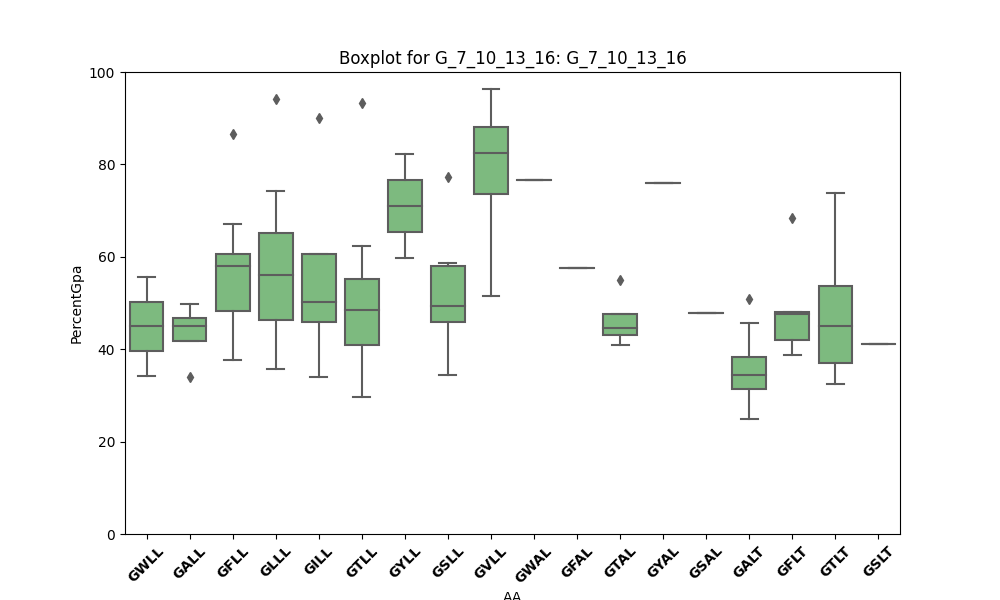 Boxplot for G_7_10_13_16: G_7_10_13_16
100
80
60
40
20
0
PercentGpa
GWLL GALL GFLL GLLL GILL GTLL GYLL GSLL GVLL GWAL GFAL GTAL GYAL GSAL GALT GFLT GTLT GSLT
AA